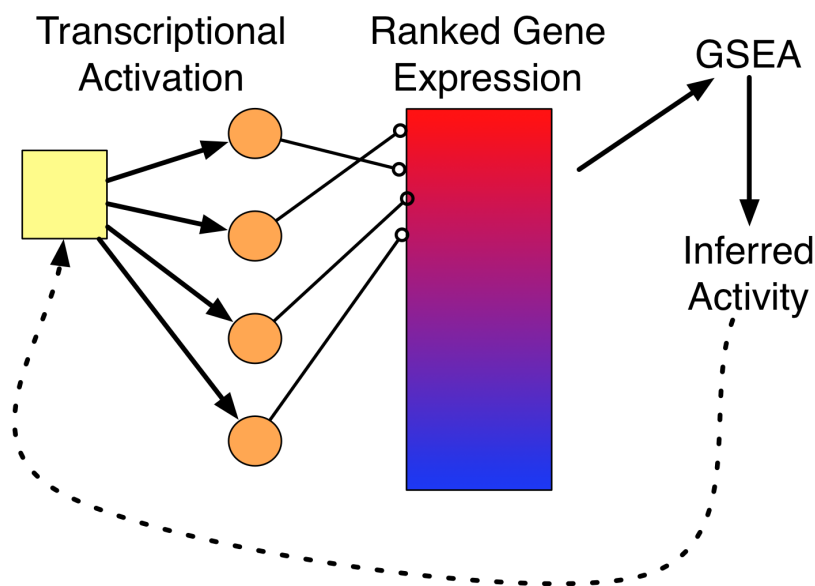 Transcriptional
Activation
Ranked Gene
Expression
GSEA
Inferred
Activity